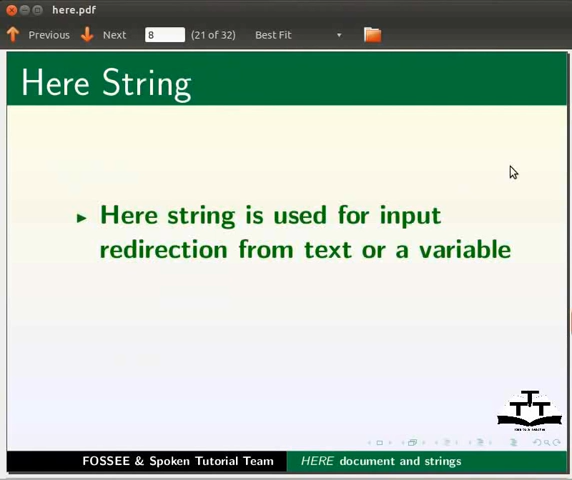 here.pdf
Previous Next 8 (21 of 32) Best Fit
Here String
Here string is used for input
redirection from text or a variable
FOSSEE & Spoken Tutorial Team HERE document and strings